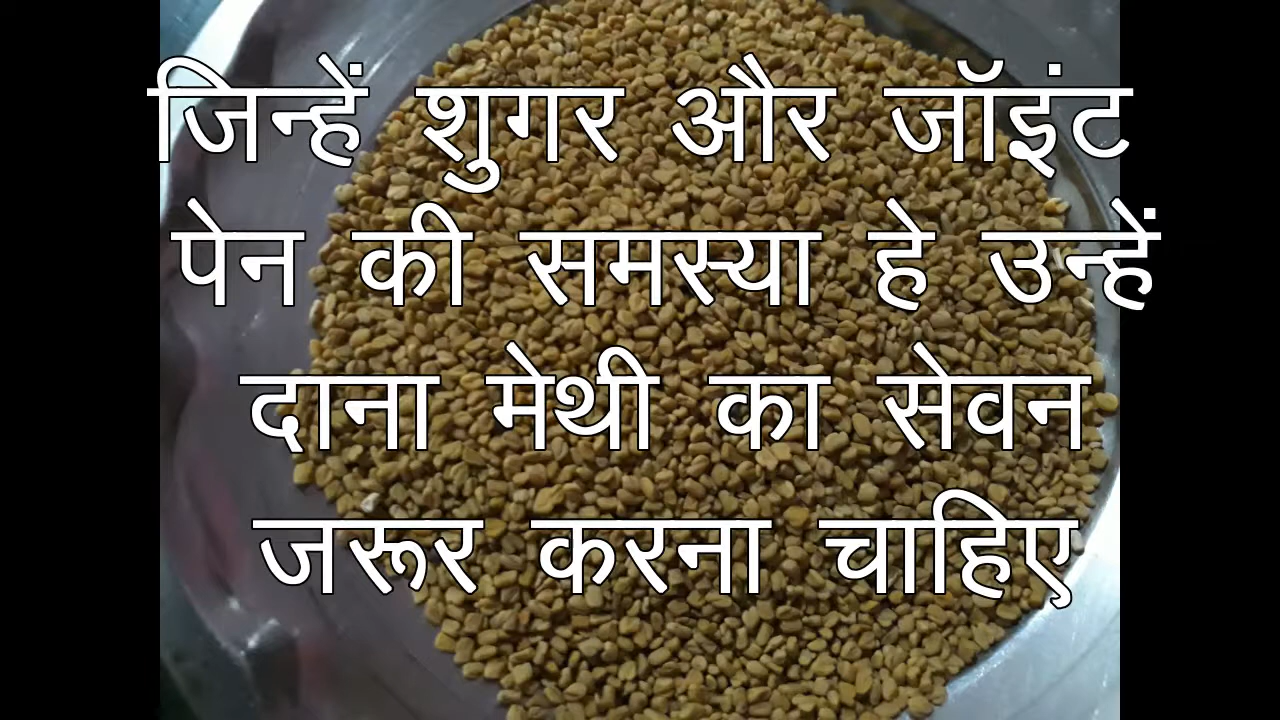 जिन्हें शुगर और जॉइंट
पेन की समस्या हे उन्हें
दाना मेथी का सेवन
जरूर करना चाहिए